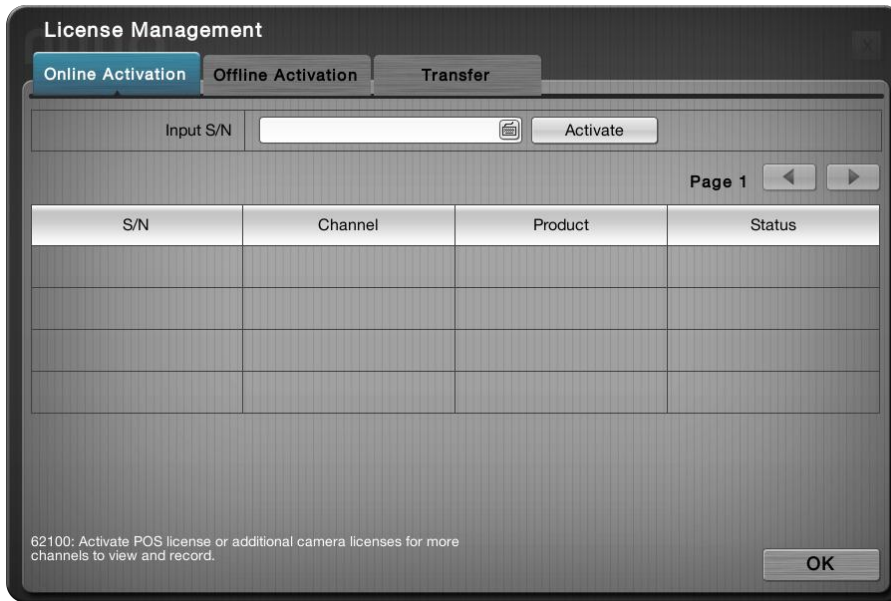 License Management
Online Activation Offline Activation Transfer
Input S/N Activate
Page 1
S/N Channel Product Status
62100: Activate POS license or additional camera licenses for more
channels to view and record.
OK